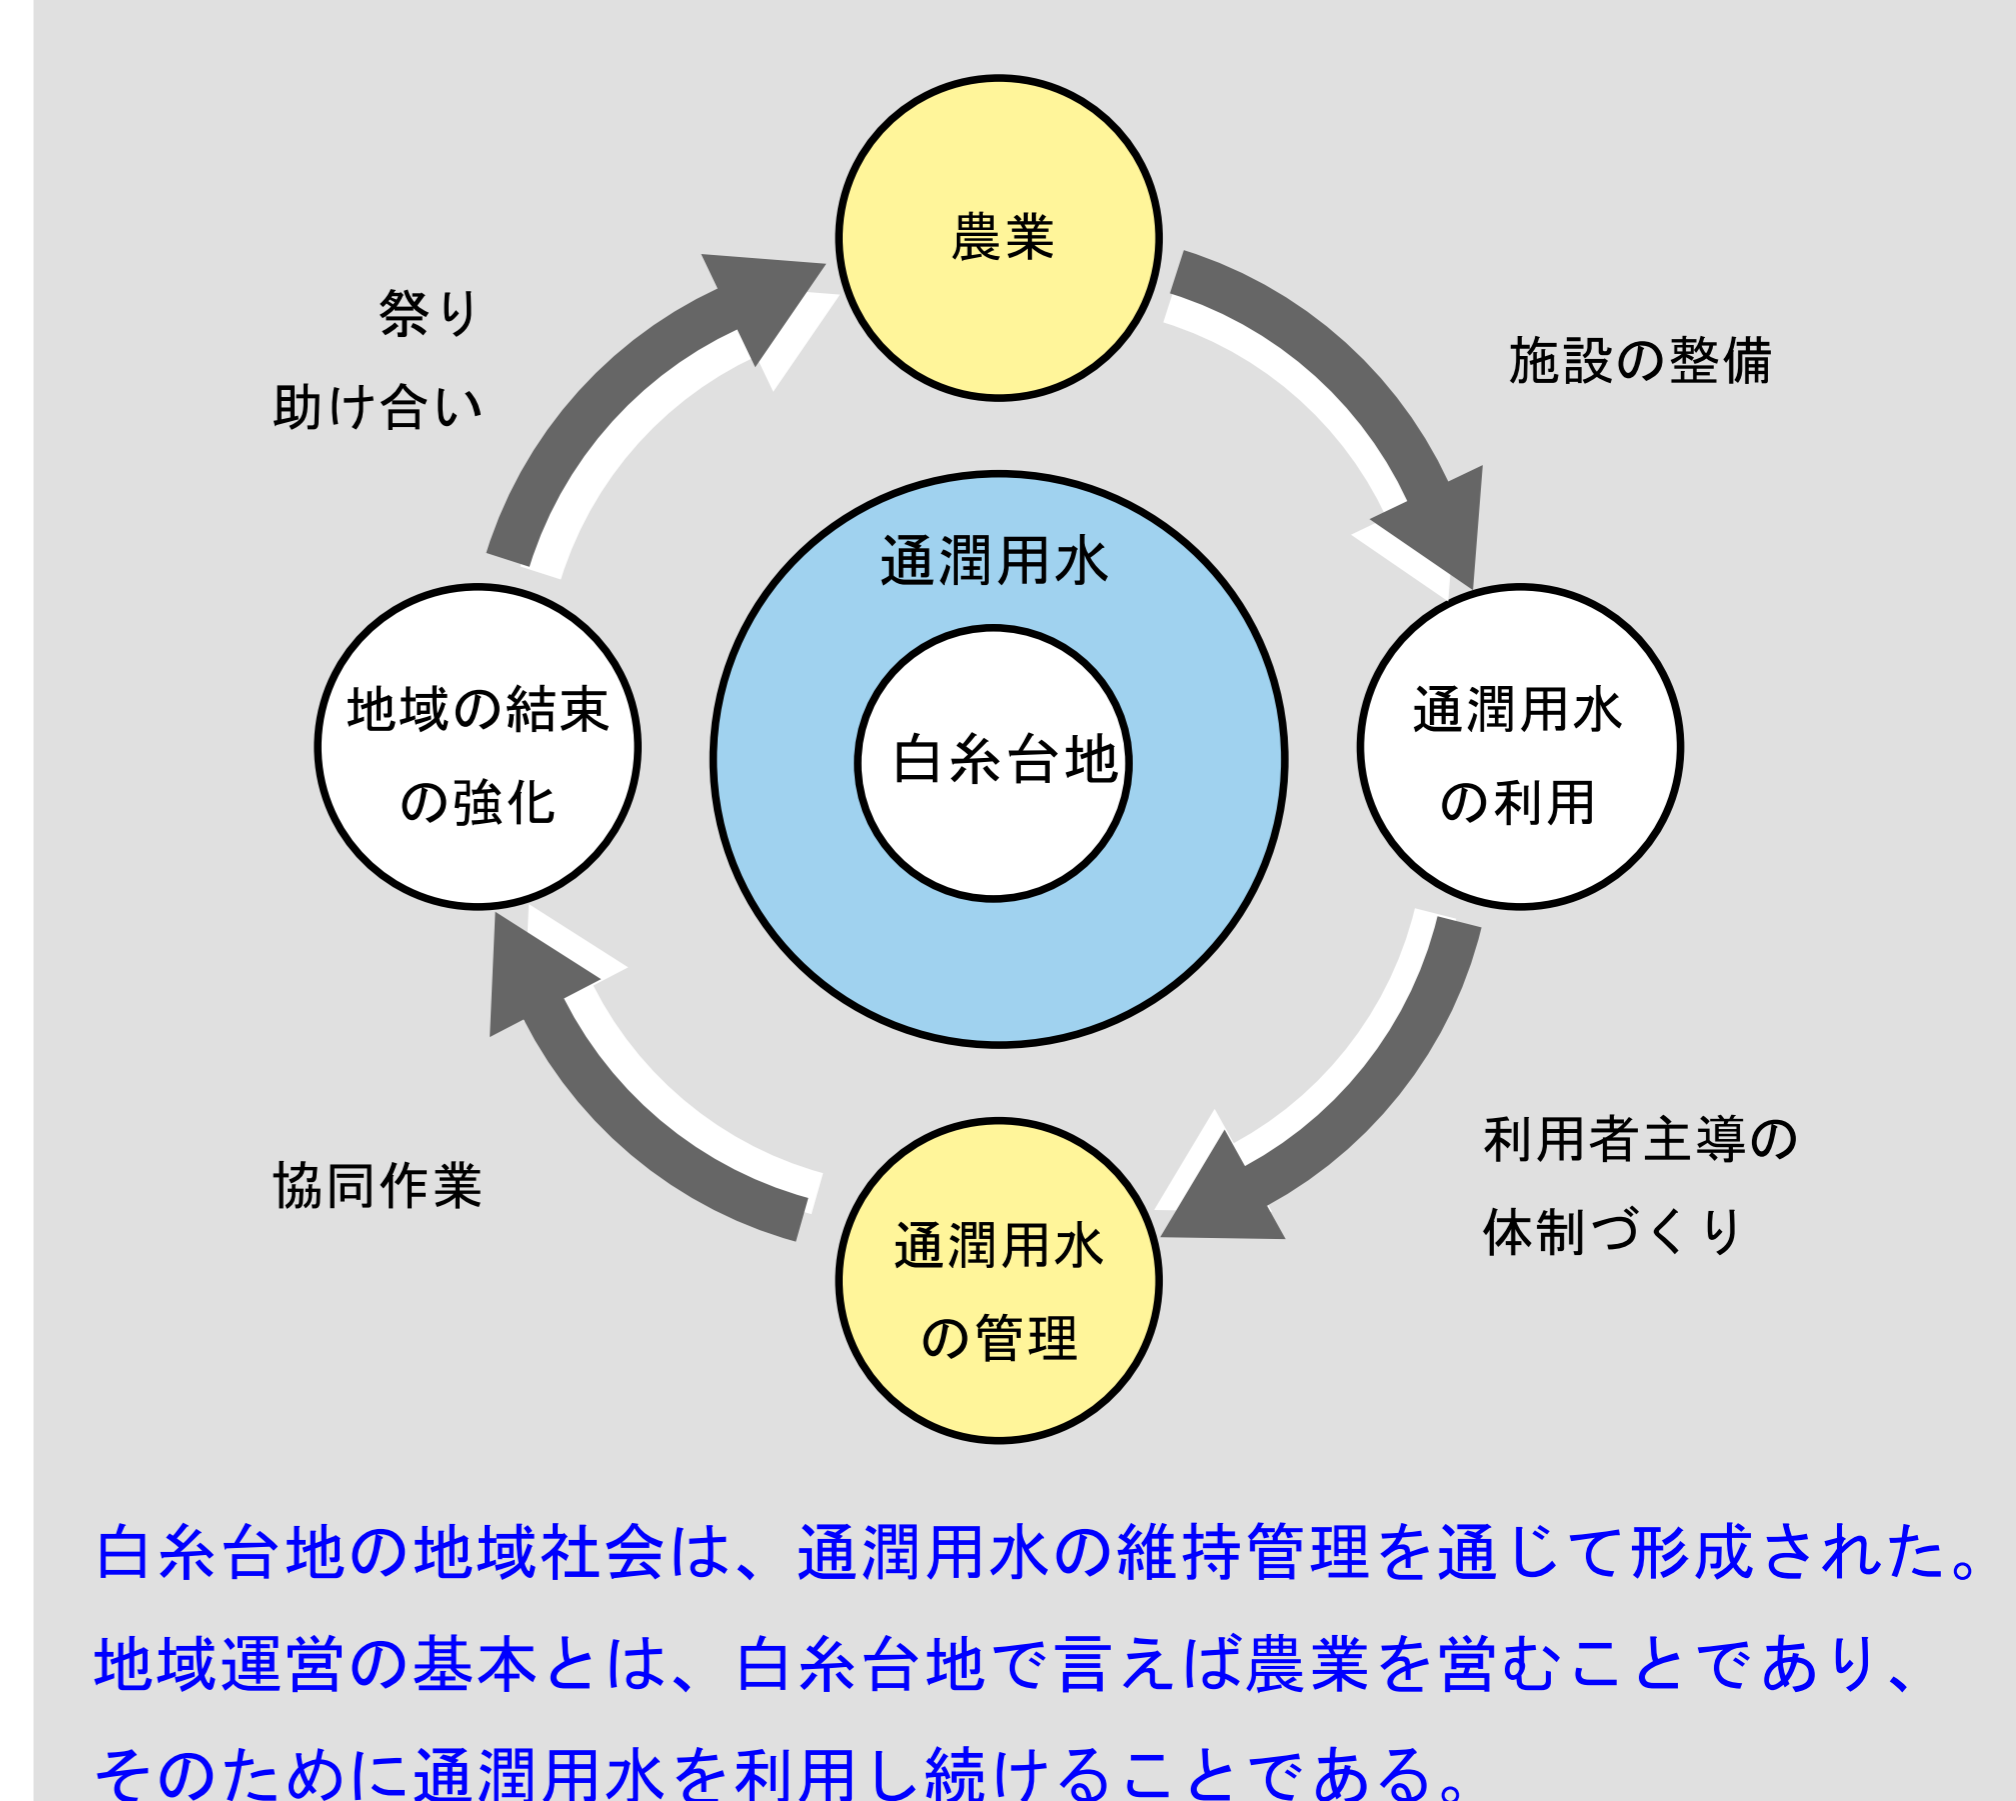 農業
祭り
助け合い
施設の整備
通潤用水
白糸台地
地域の結束
の強化
通潤用水
の利用
協同作業
利用者主導の
体制づくり
通潤用水
の管理
白糸台地の地域社会は、通潤用水の維持管理を通じて形成された。
地域運営の基本とは、白糸台地で言えば農業を営むことであり、
そのために通潤用水を利用し続けることである。